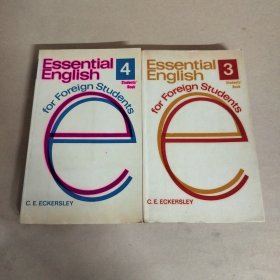 Essential
English
4
Students'
Book
for Foreign Students
e
C. E. ECKERSLEY
Essential
English
3
Students'
Book
for Foreign Students
e
C. E. ECKERSLEY